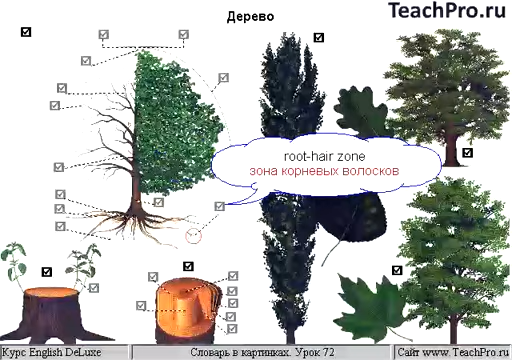 Дерево
TeachPro.ru
root-hair zone
зона корневых волосков
Курс English DeLuxe
Словарь в картинках. Урок 72
Сайт www.TeachPro.ru